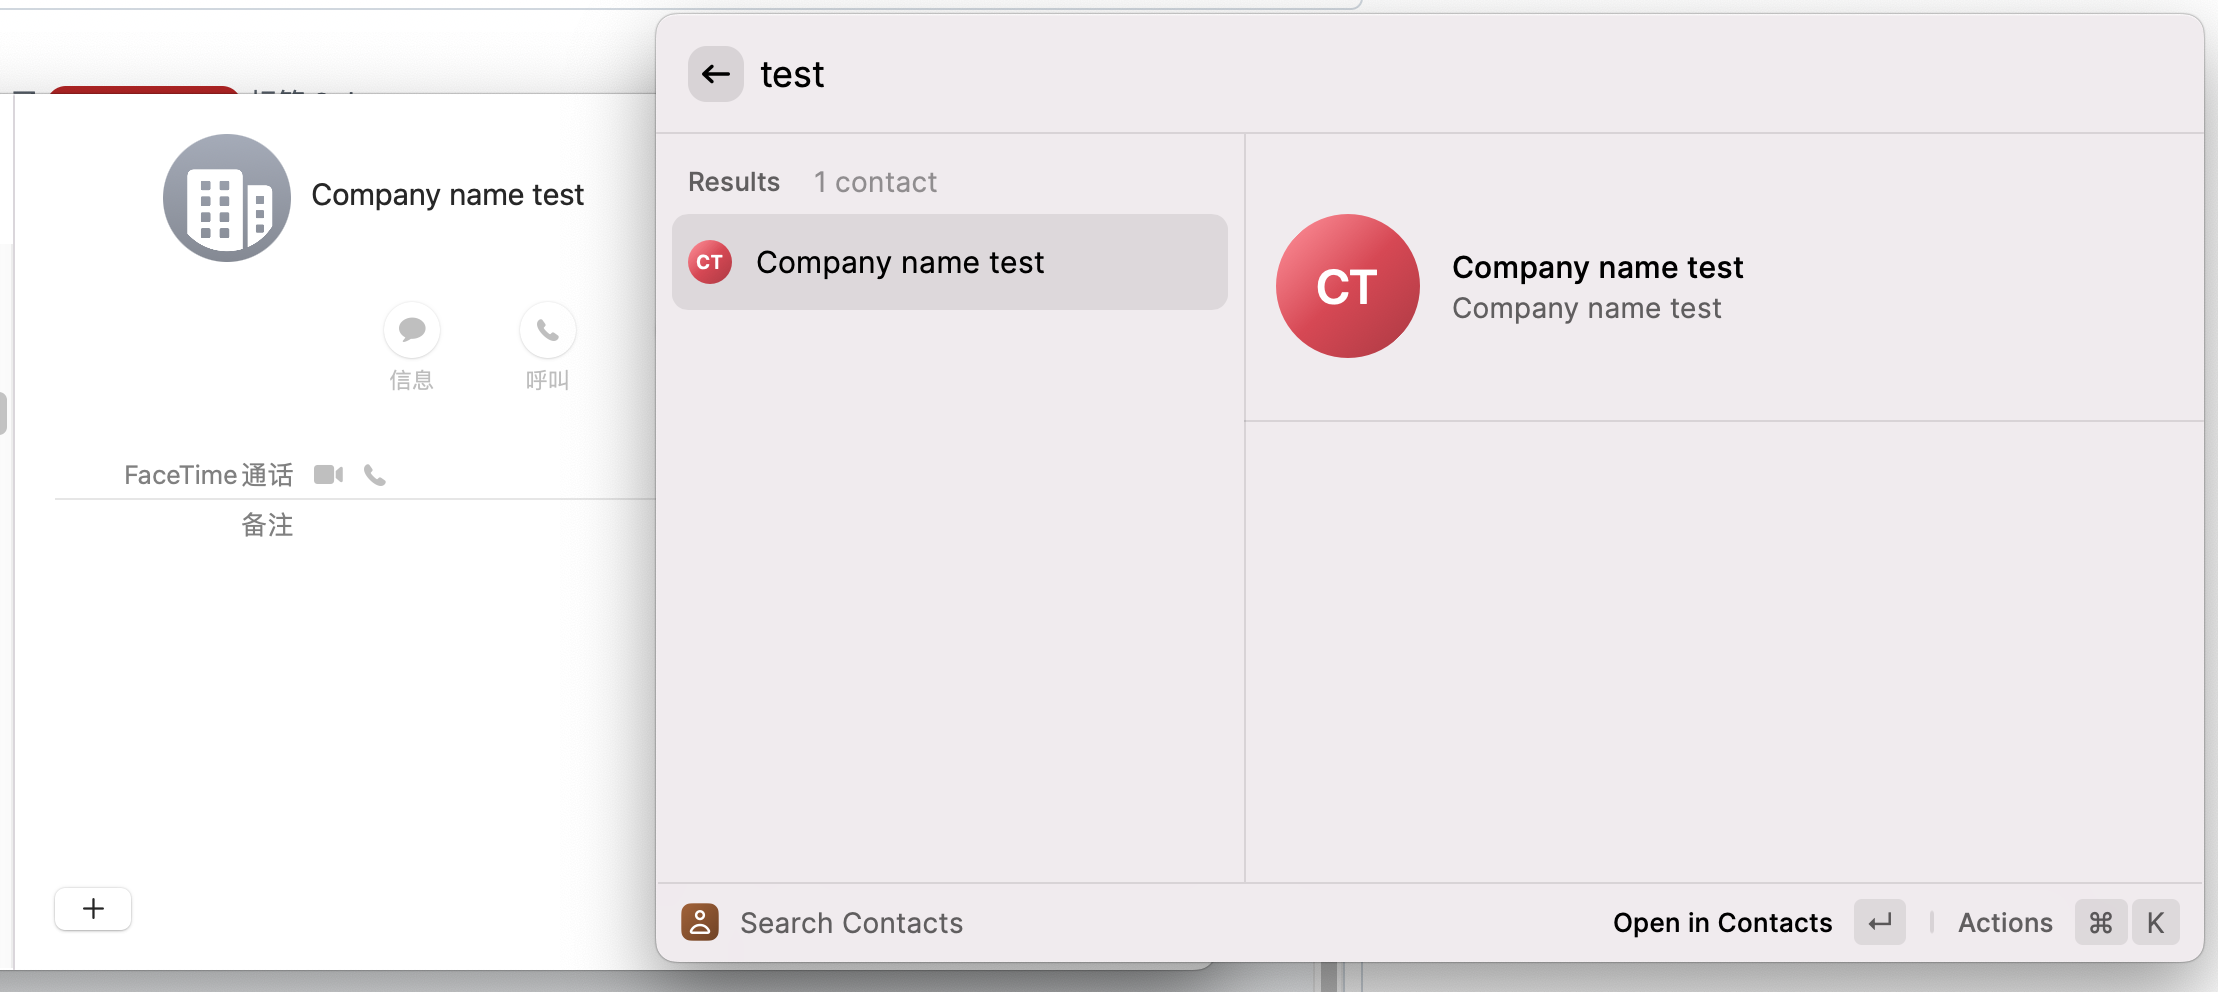 Company name test
信息
呼叫
FaceTime通话
备注
test
Results
1 contact
CT
Company name test
CT
Company name test
Company name test
Search Contacts
Open in Contacts
Actions
⌘
K